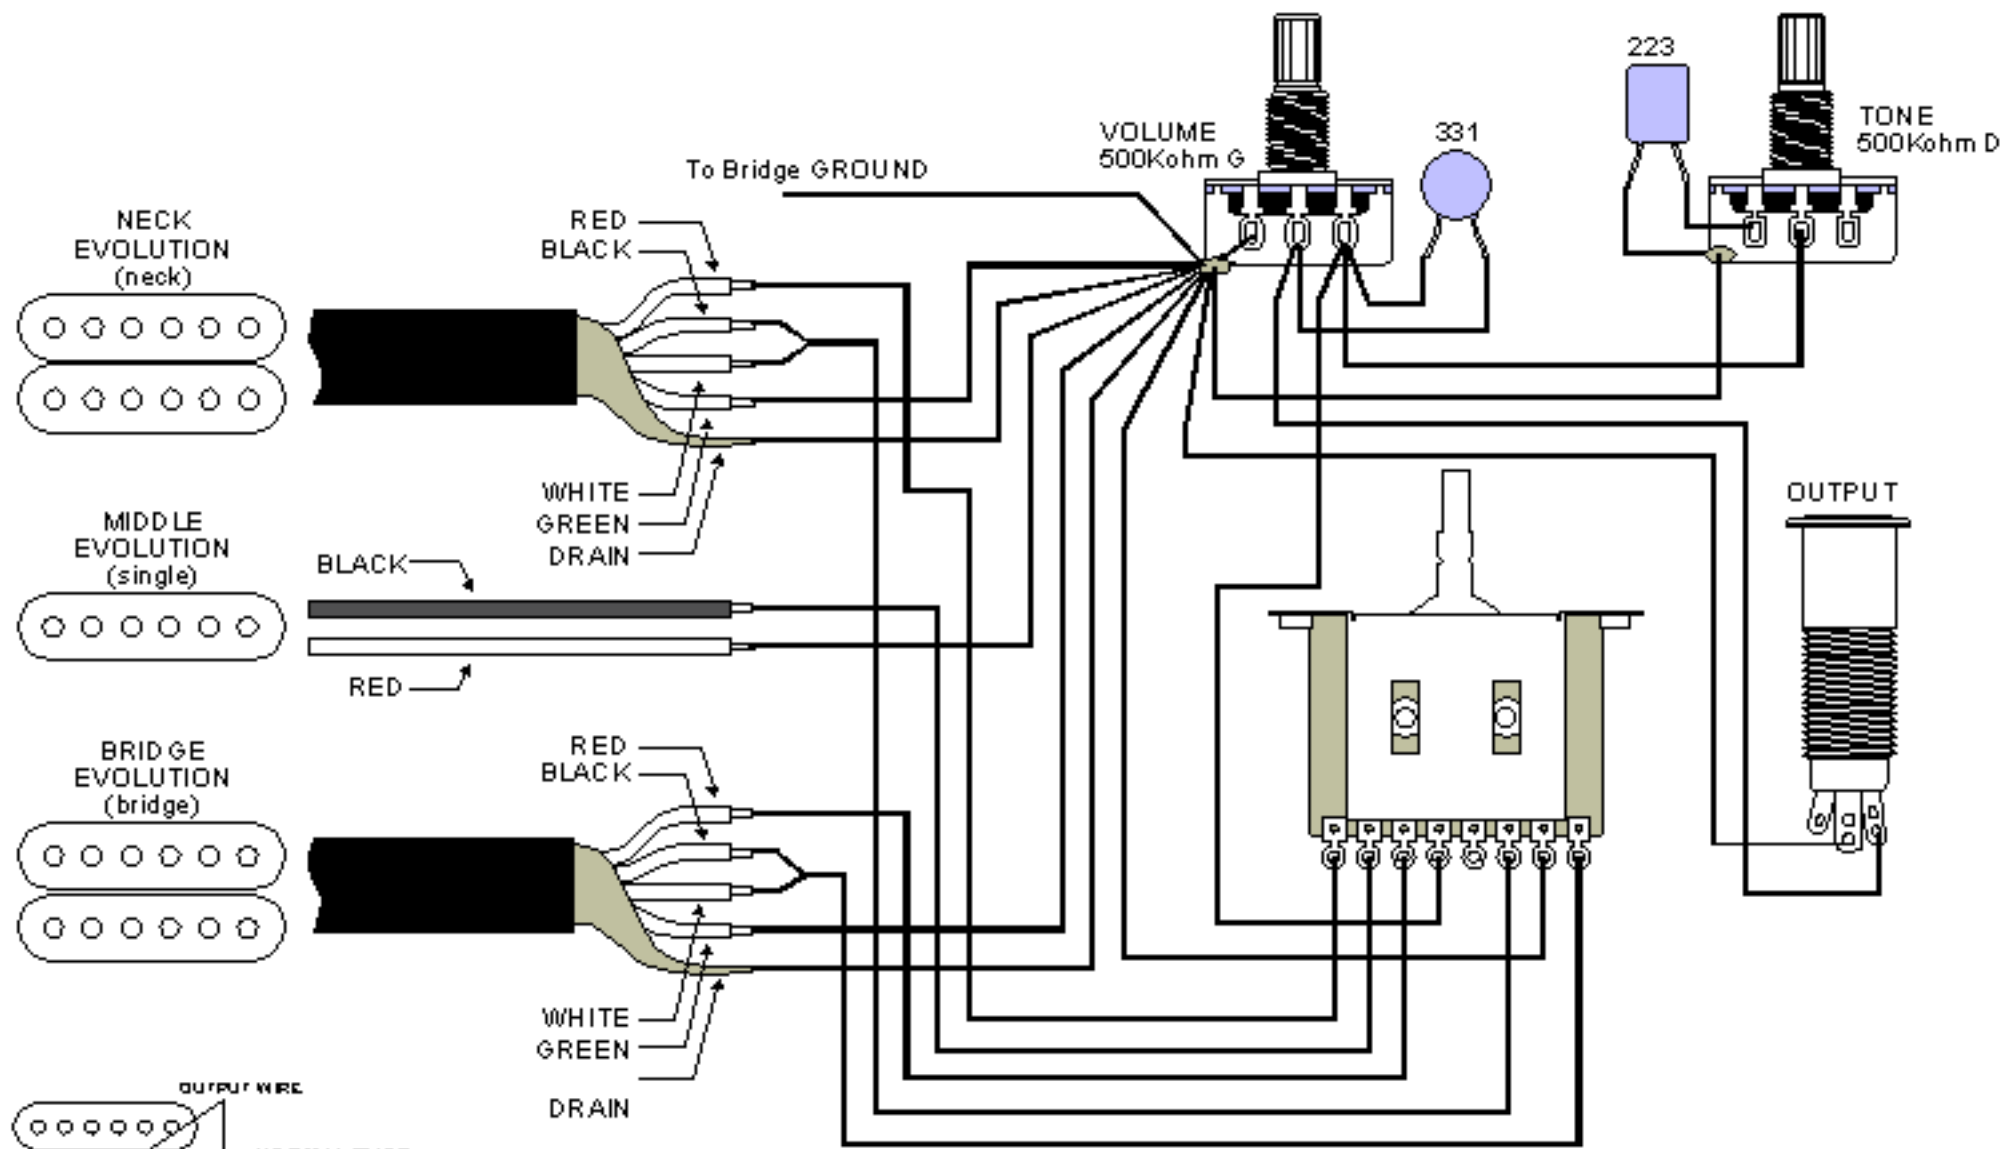 223
VOLUME
500Kohm G
331
TONE
500Kohm D
To Bridge GROUND
NECK
EVOLUTION
(neck)
RED
BLACK
WHITE
GREEN
DRAIN
OUTPUT
MIDDLE
EVOLUTION
(single)
BLACK
RED
BRIDGE
EVOLUTION
(bridge)
RED
BLACK
WHITE
GREEN
DRAIN
OUTPUT WIRE